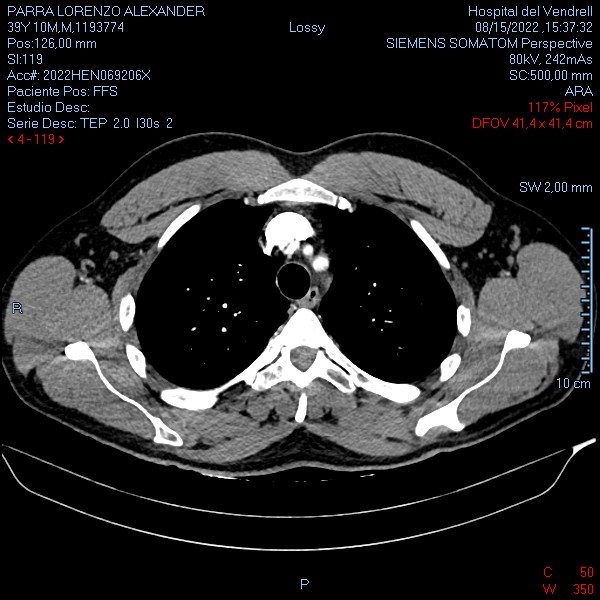 PARRA LORENZO ALEXANDER
39Y 10M,M,1193774
Pos:126,00 mm
SI:119
Acc#: 2022HEN069206X
Paciente Pos: FFS
Estudio Desc:
Serie Desc: TEP 2.0 I30s 2
< 4-119 >
Lossy
Hospital del Vendrell
08/15/2022 ,15:37:32
SIEMENS SOMATOM Perspective
80kV, 242mAs
SC:500,00 mm
ARA
117% Pixel
DFOV 41,4 x 41,4 cm
SW 2,00 mm
R
10 cm
P
C 50
W 350